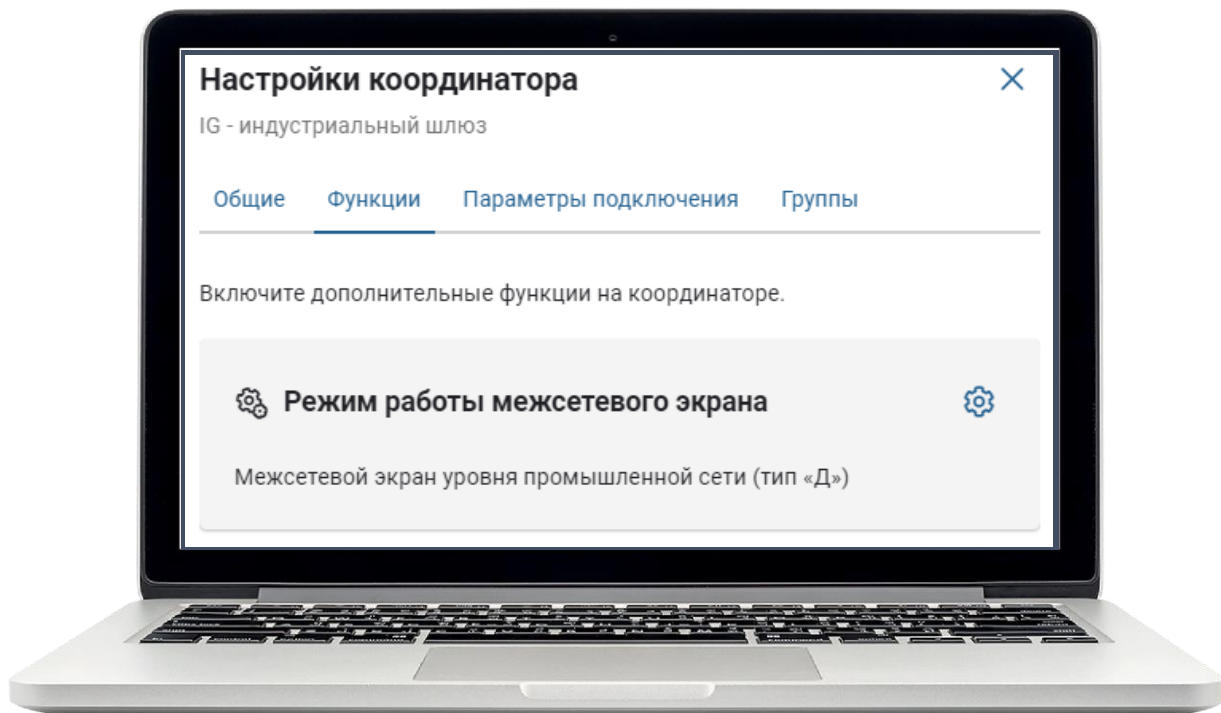 Настройки координатора
IG - индустриальный шлюз
Общие Функции Параметры подключения Группы
Включите дополнительные функции на координаторе.
Режим работы межсетевого экрана
Межсетевой экран уровня промышленной сети (тип «Д»)